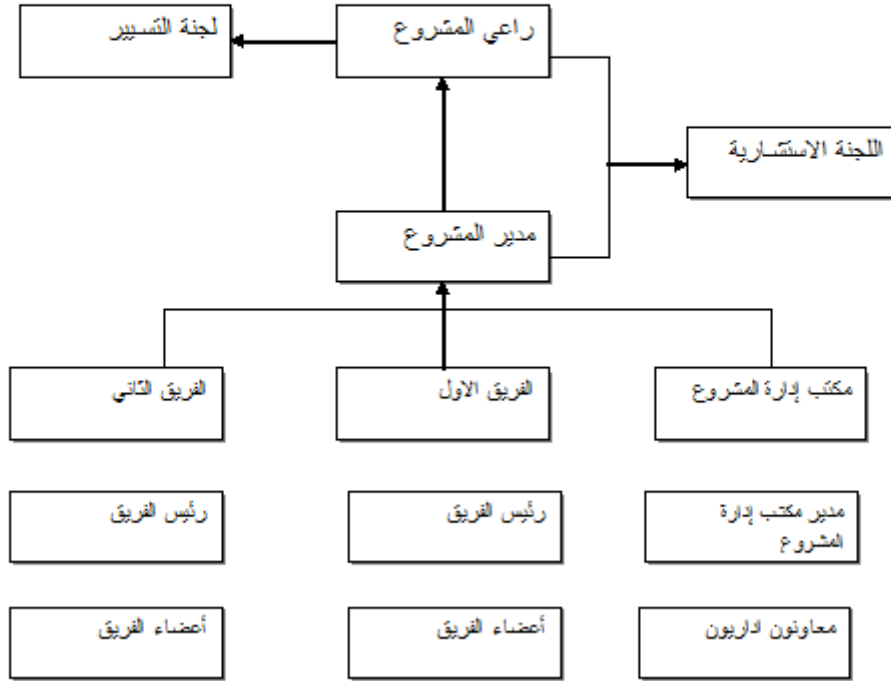 راعي المشروع
لجنة التسيير
اللجنة الاستشارية
مدير المشروع
مكتب إدارة المشروع
الفريق الاول
الفريق الثاني
مدير مكتب إدارة
المشروع
رئيس الفريق
رئيس الفريق
معاونون اداريون
أعضاء الفريق
أعضاء الفريق